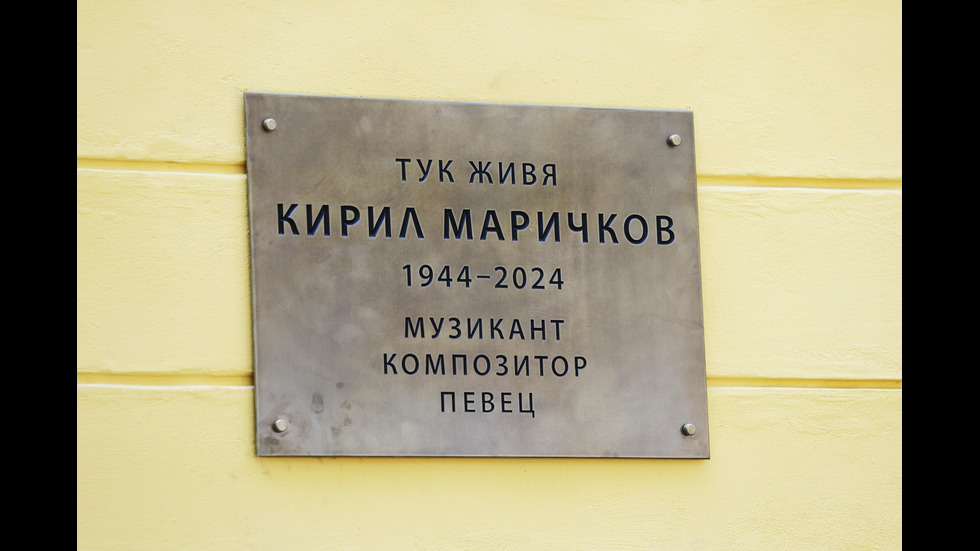 ТУК ЖИВЯ
КИРИЛ МАРИЧКОВ
1944–2024
МУЗИКАНТ
КОМПОЗИТОР
ПЕВЕЦ